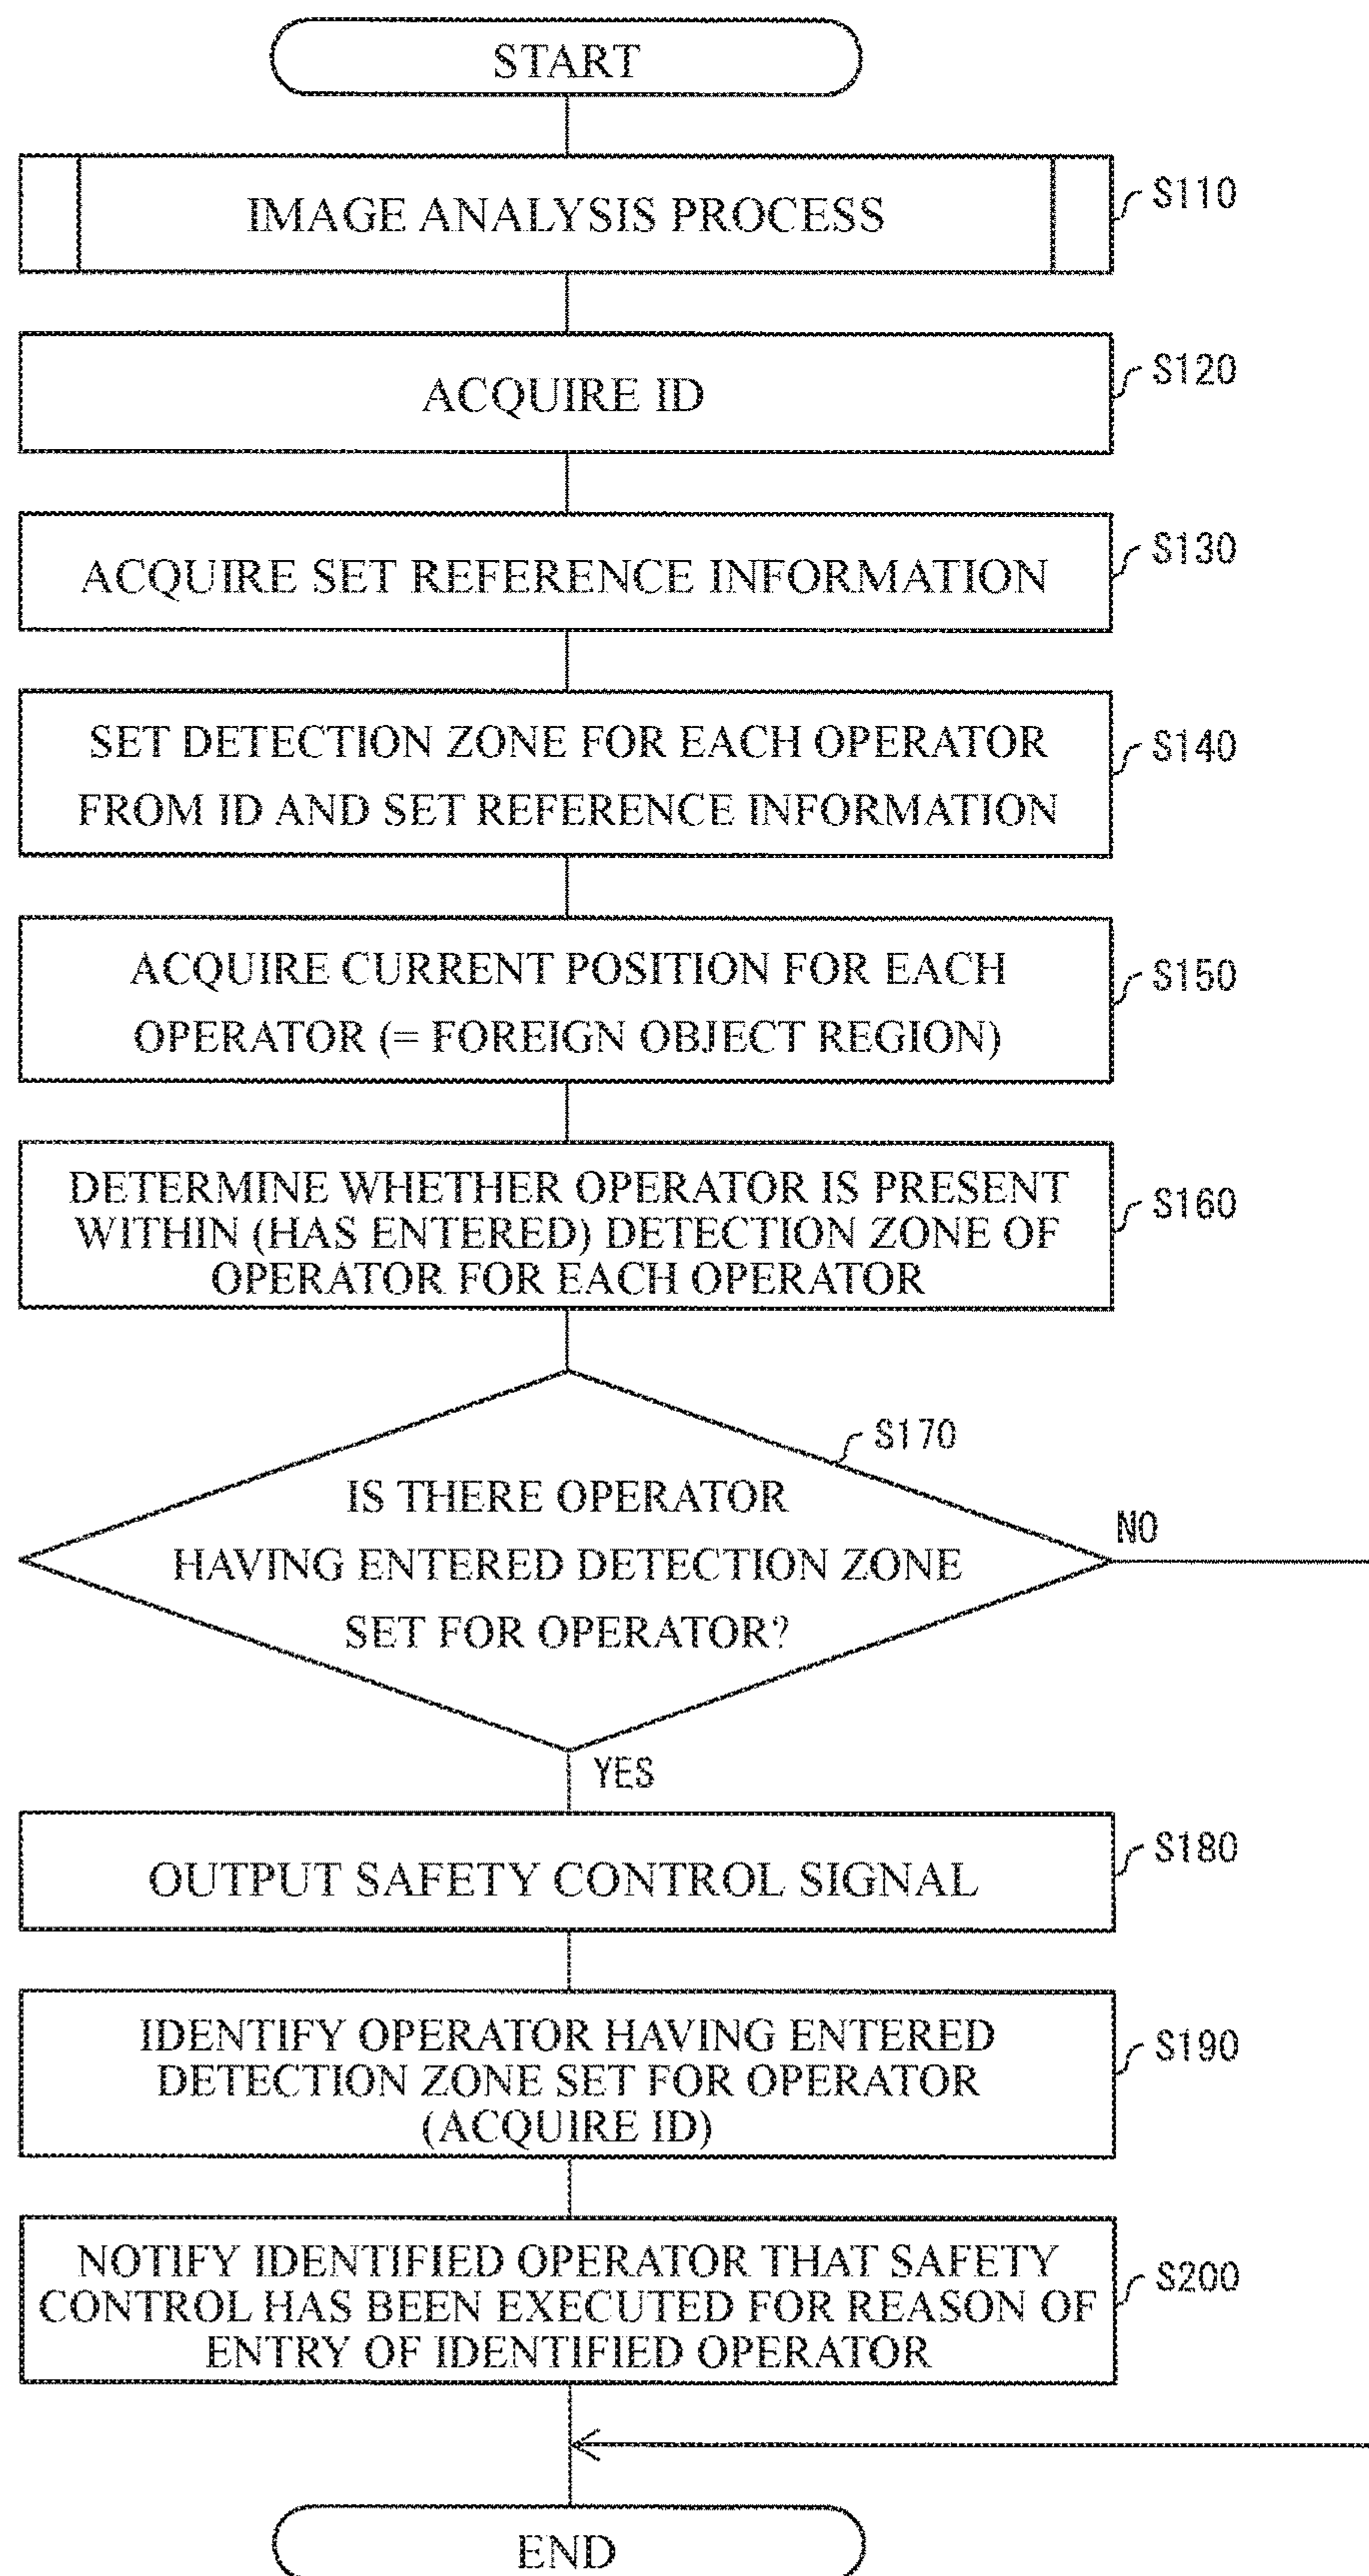 START
IMAGE ANALYSIS PROCESS
S110
ACQUIRE ID
S120
ACQUIRE SET REFERENCE INFORMATION
S130
SET DETECTION ZONE FOR EACH OPERATOR
FROM ID AND SET REFERENCE INFORMATION
S140
ACQUIRE CURRENT POSITION FOR EACH
OPERATOR (= FOREIGN OBJECT REGION)
S150
DETERMINE WHETHER OPERATOR IS PRESENT
WITHIN (HAS ENTERED) DETECTION ZONE OF
OPERATOR FOR EACH OPERATOR
S160
S170
IS THERE OPERATOR
HAVING ENTERED DETECTION ZONE
SET FOR OPERATOR?
NO
YES
OUTPUT SAFETY CONTROL SIGNAL
S180
IDENTIFY OPERATOR HAVING ENTERED
DETECTION ZONE SET FOR OPERATOR
(ACQUIRE ID)
S190
NOTIFY IDENTIFIED OPERATOR THAT SAFETY
CONTROL HAS BEEN EXECUTED FOR REASON OF
ENTRY OF IDENTIFIED OPERATOR
S200
END